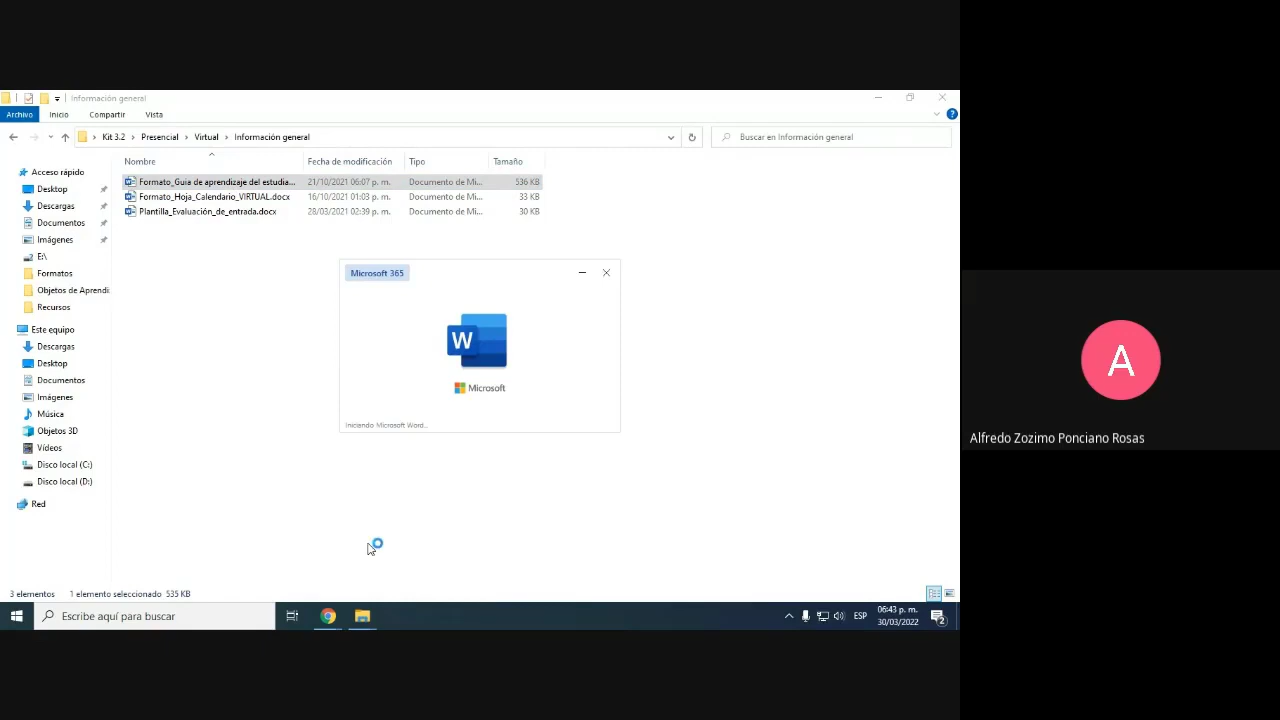 Información general
Archivo Inicio Compartir Vista
Kit 3.2 › Presencial › Virtual › Información general
Buscar en Información general
Nombre Fecha de modificación Tipo Tamaño
Formato_Guia de aprendizaje del estudia... 21/10/2021 06:07 p. m. Documento de Mi... 536 KB
Formato_Hoja_Calendario_VIRTUAL.docx 16/10/2021 01:03 p. m. Documento de Mi... 33 KB
Plantilla_Evaluación_de_entrada.docx 28/03/2021 02:39 p. m. Documento de Mi... 30 KB
Acceso rápido
Desktop
Descargas
Documentos
Imágenes
E:\
Formatos
Objetos de Aprendi
Recursos
Este equipo
Descargas
Desktop
Documentos
Imágenes
Música
Objetos 3D
Vídeos
Disco local (C:)
Disco local (D:)
Red
Microsoft 365
W
Microsoft
Iniciando Microsoft Word...
A
Alfredo Zozimo Ponciano Rosas
3 elementos 1 elemento seleccionado 535 KB
Escribe aquí para buscar
ESP
06:43 p. m.
30/03/2022
2